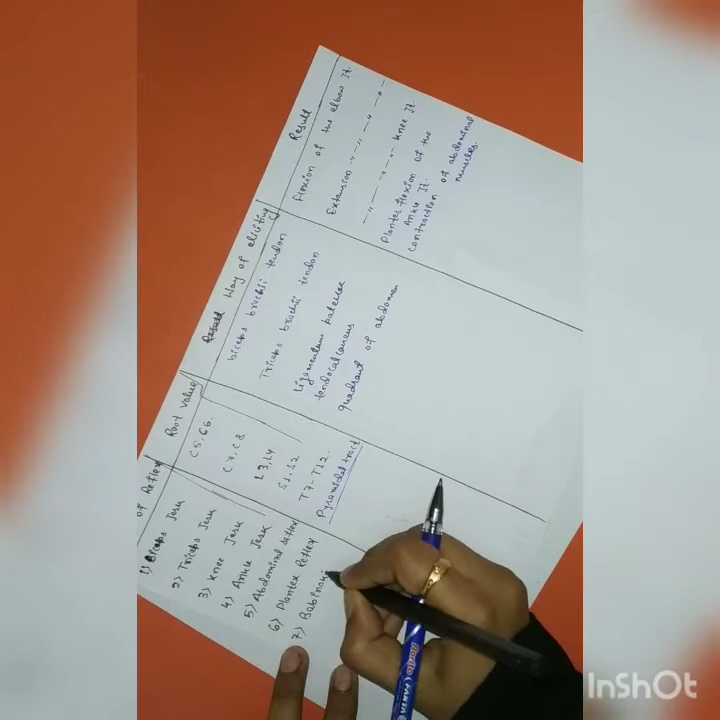 of Reflex Root value Result Way of eliciting Result
1) Biceps Jerk C5, C6. biceps brachii tendon Flexion of the elbow Jt.
2) Triceps Jerk C7, C8 Triceps brachii tendon Extension
3) Knee Jerk L3, L4 Ligamentum patellae Knee Jt.
4) Ankle Jerk S1, S2 tendocalcaneus Planter flexion of the Ankle Jt.
5) Abdominal reflex T7-T12. quadrant of abdomen contraction of abdominal muscles.
6) Planter Reflex Pyramidal tract
7) Babinski
InShOt